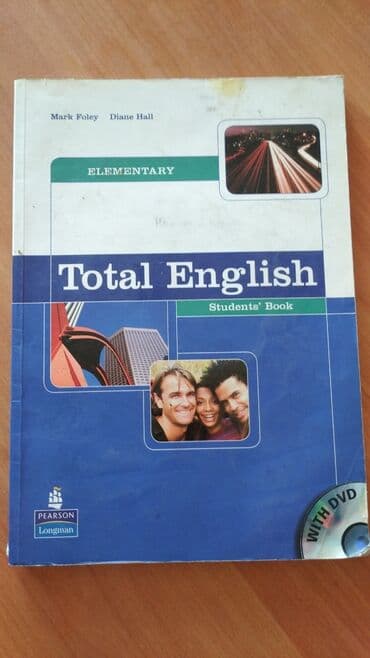 Mark Foley Diane Hall
ELEMENTARY
Total English
Students' Book
PEARSON
Longman
WITH DVD